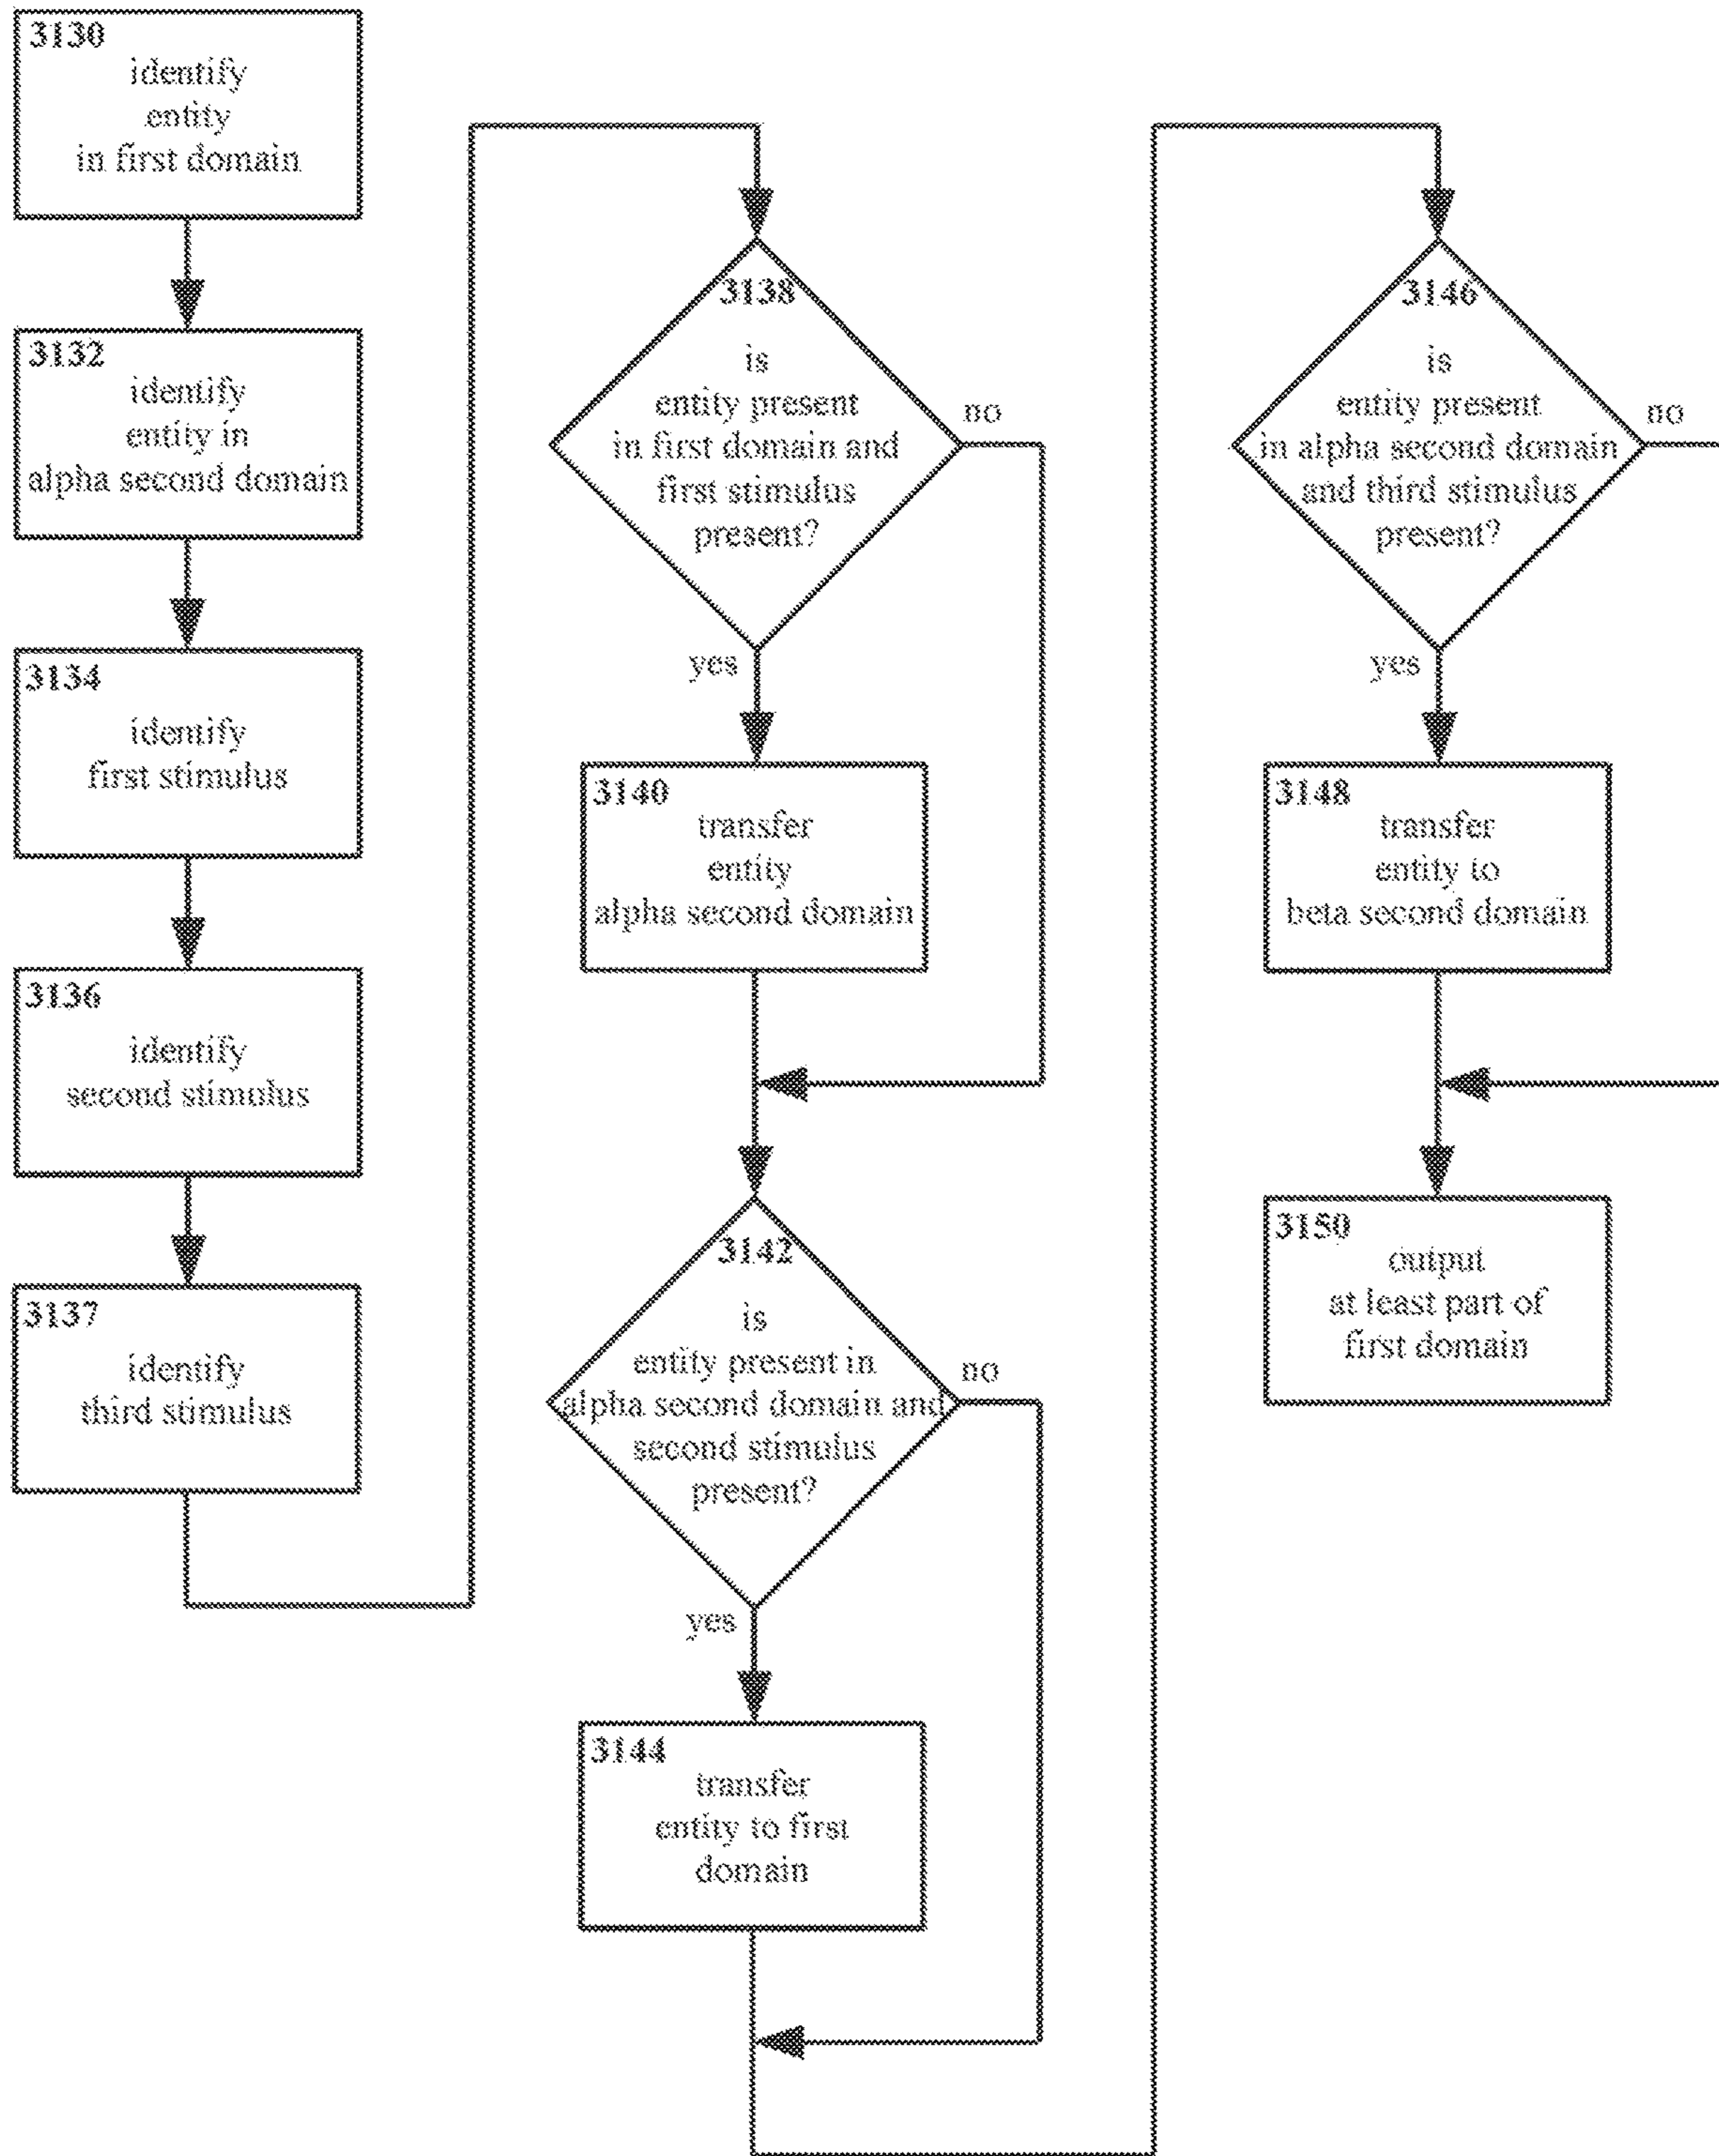 3130
identify
entity
in first domain
3132
identify
entity in
alpha second domain
3134
identify
first stimulus
3136
identify
second stimulus
3137
identify
third stimulus
3138
is
entity present
in first domain and
first stimulus
present?
no
yes
3140
transfer
entity
alpha second domain
3142
is
entity present in
alpha second domain and
second stimulus
present?
no
yes
3144
transfer
entity to first
domain
3146
is
entity present
in alpha second domain
and third stimulus
present?
no
yes
3148
transfer
entity to
beta second domain
3150
output
at least part of
first domain